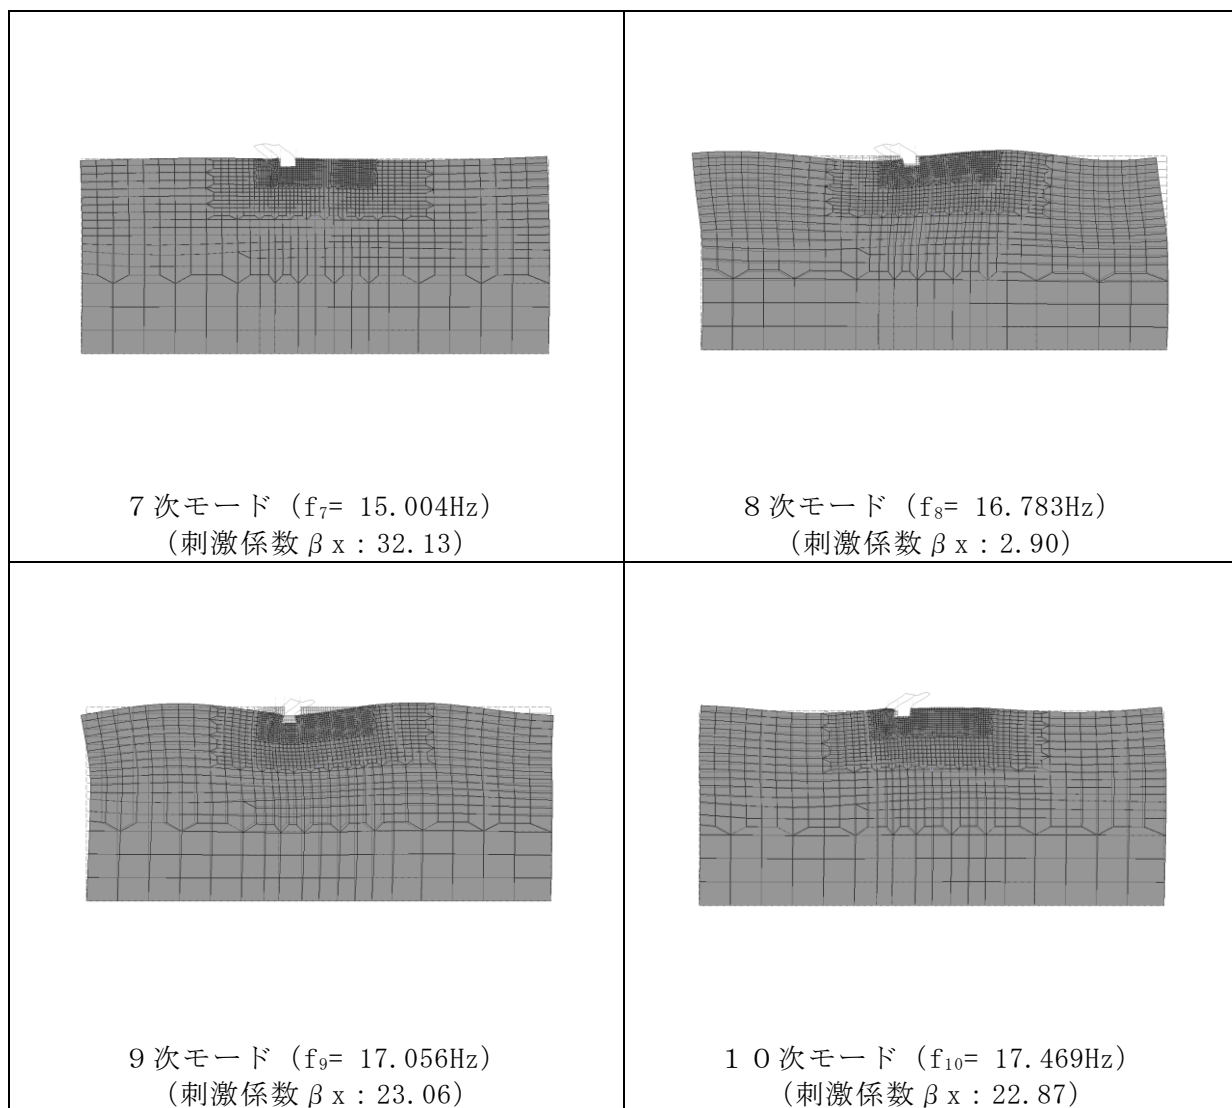 ７次モード (f₇= 15.004Hz)
(刺激係数βx：32.13)
８次モード (f₈= 16.783Hz)
(刺激係数βx：2.90)
９次モード (f₉= 17.056Hz)
(刺激係数βx：23.06)
１０次モード (f₁₀= 17.469Hz)
(刺激係数βx：22.87)